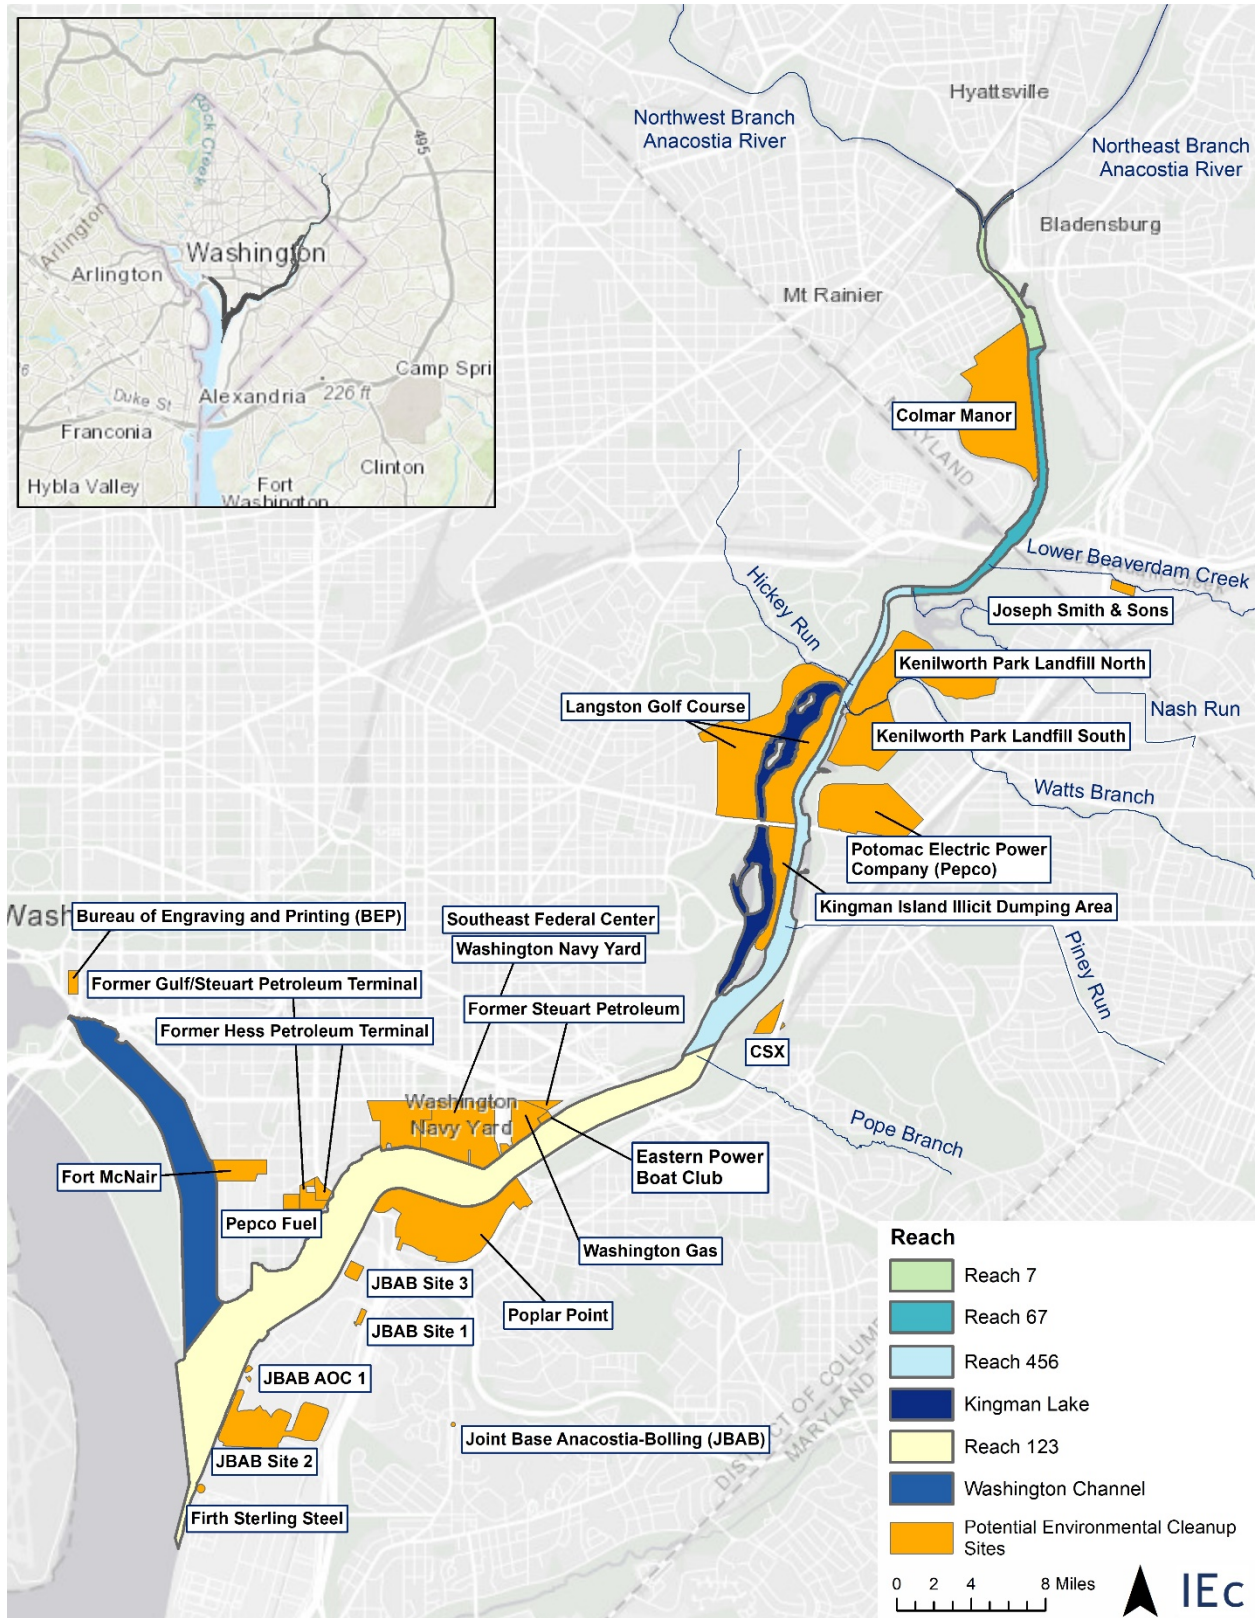 Rock Creek
495
Arlington
Washington
Arlington
Camp Spri
Duke St
Alexandria
226 ft
Franconia
Clinton
Hybla Valley
Fort
Washington
Hyattsville
Northwest Branch
Anacostia River
Northeast Branch
Anacostia River
Bladensburg
Mt Rainier
Colmar Manor
MARYLAND
Lower Beaverdam Creek
Hickey Run
Joseph Smith & Sons
Kenilworth Park Landfill North
Langston Golf Course
Nash Run
Kenilworth Park Landfill South
Watts Branch
Potomac Electric Power
Company (Pepco)
Kingman Island Illicit Dumping Area
Wash
Bureau of Engraving and Printing (BEP)
Southeast Federal Center
Washington Navy Yard
Piney Run
Former Gulf/Steuart Petroleum Terminal
Former Steuart Petroleum
Former Hess Petroleum Terminal
CSX
Washington
Navy Yard
Pope Branch
Eastern Power
Boat Club
Fort McNair
Pepco Fuel
Washington Gas
JBAB Site 3
Poplar Point
JBAB Site 1
JBAB AOC 1
DISTRICT OF COLUM
MARYLAND
Joint Base Anacostia-Bolling (JBAB)
JBAB Site 2
Firth Sterling Steel
Reach
Reach 7
Reach 67
Reach 456
Kingman Lake
Reach 123
Washington Channel
Potential Environmental Cleanup
Sites
0 2 4 8 Miles
IEc